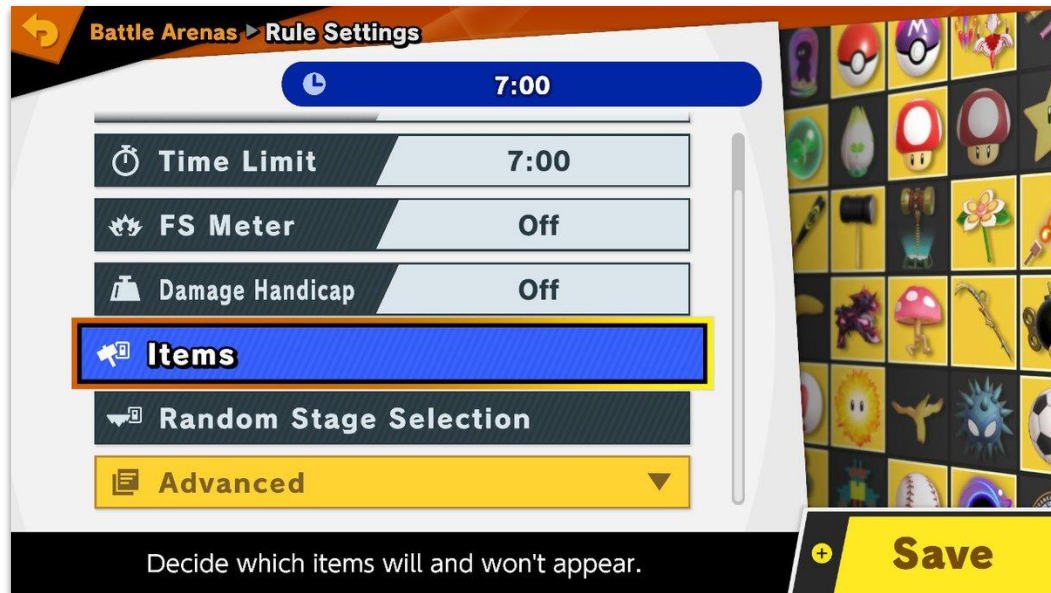 Battle Arenas ▶ Rule Settings
7:00
Time Limit 7:00
FS Meter Off
Damage Handicap Off
Items
Random Stage Selection
Advanced ▼
Decide which items will and won't appear.
+ Save